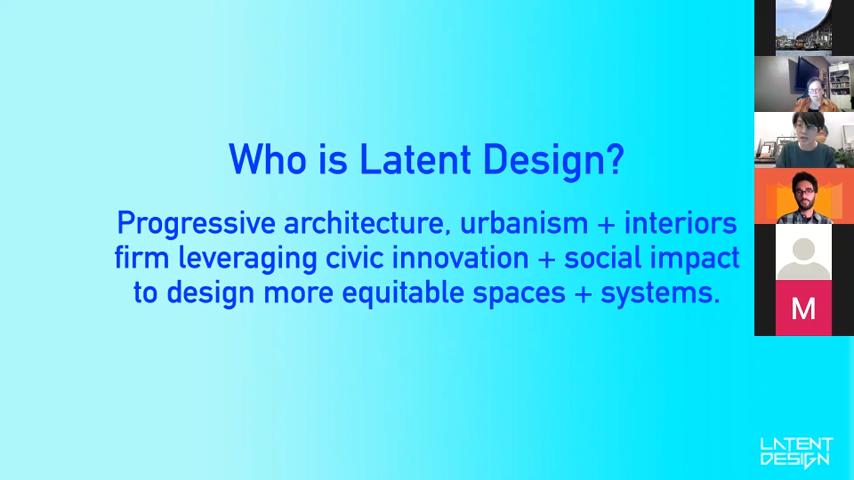 Who is Latent Design?
Progressive architecture, urbanism + interiors
firm leveraging civic innovation + social impact
to design more equitable spaces + systems.
M
LATENT
DESIGN